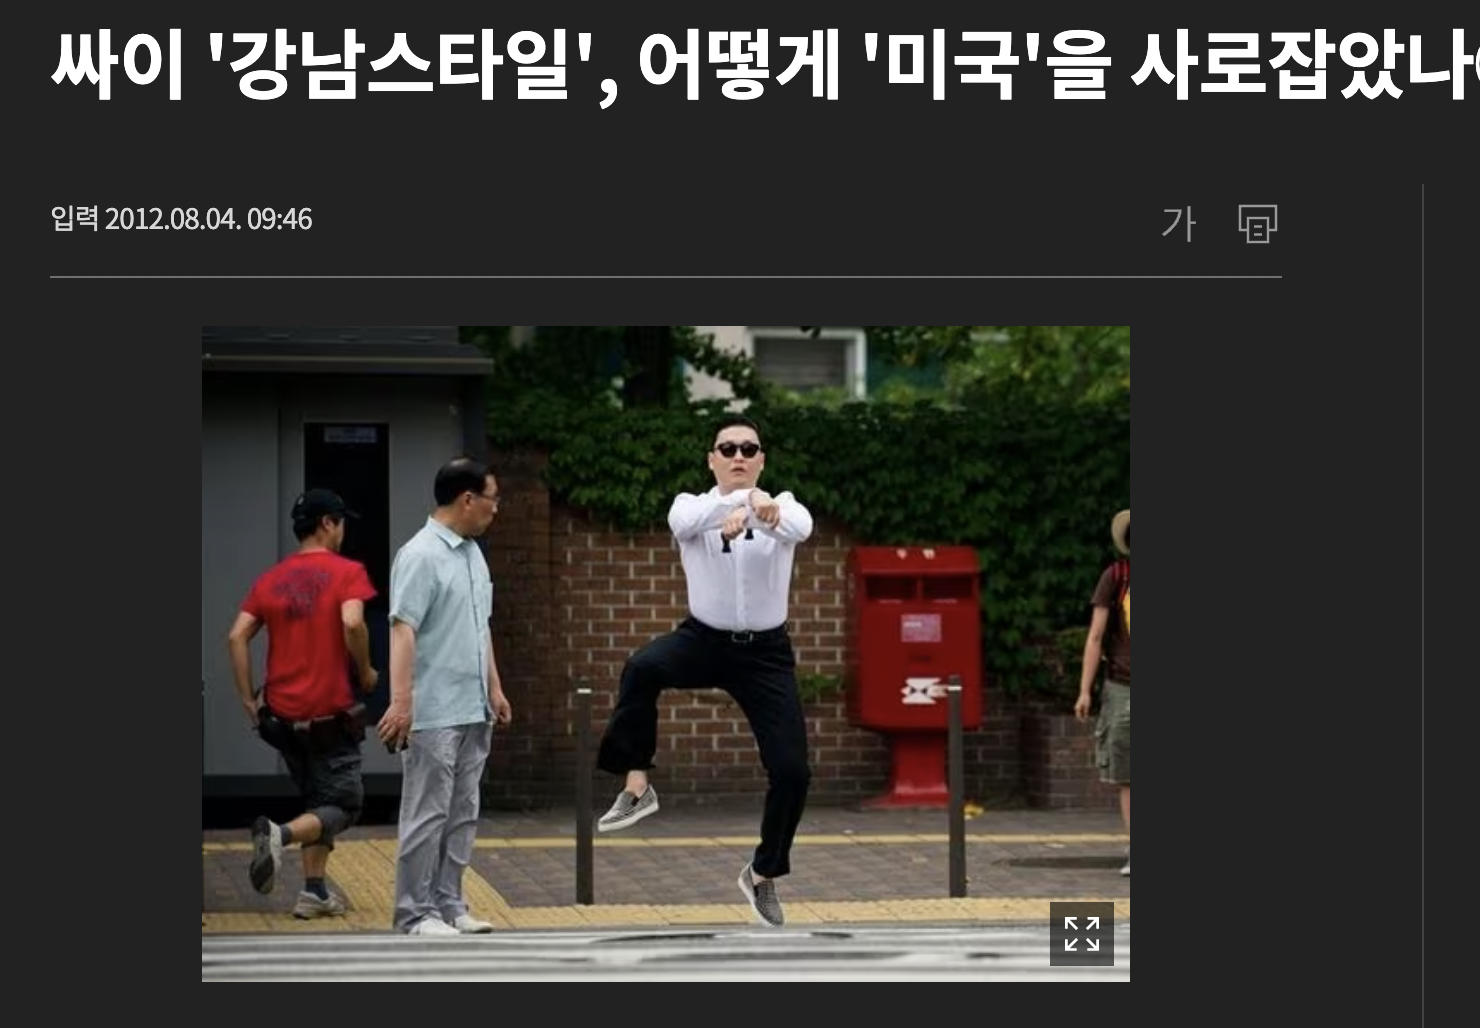 싸이 '강남스타일', 어떻게 '미국'을 사로잡았나
입력 2012.08.04. 09:46
가